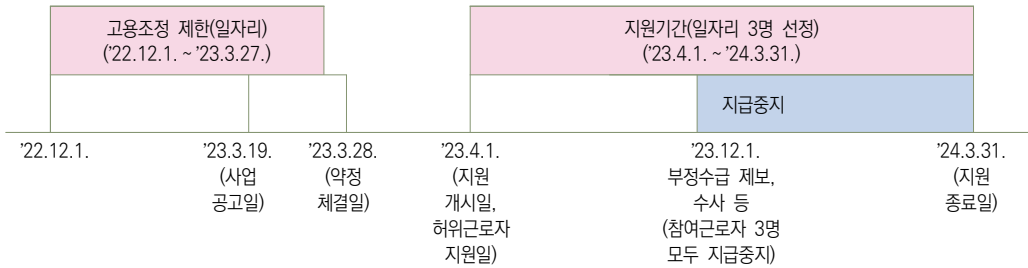 고용조정 제한(일자리)
(’22.12.1. ~ ’23.3.27.)
지원기간(일자리 3명 선정)
(’23.4.1. ~ ’24.3.31.)
지급중지
’22.12.1.
’23.3.19.
(사업
공고일)
’23.3.28.
(약정
체결일)
’23.4.1.
(지원
개시일,
허위근로자
지원일)
’23.12.1.
부정수급 제보,
수사 등
(참여근로자 3명
모두 지급중지)
’24.3.31.
(지원
종료일)